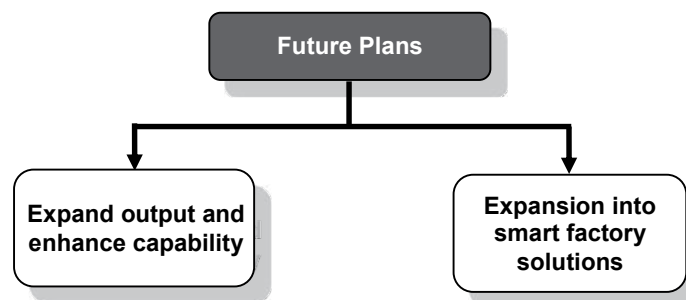 Future Plans
Expand output and
enhance capability
Expansion into
smart factory
solutions